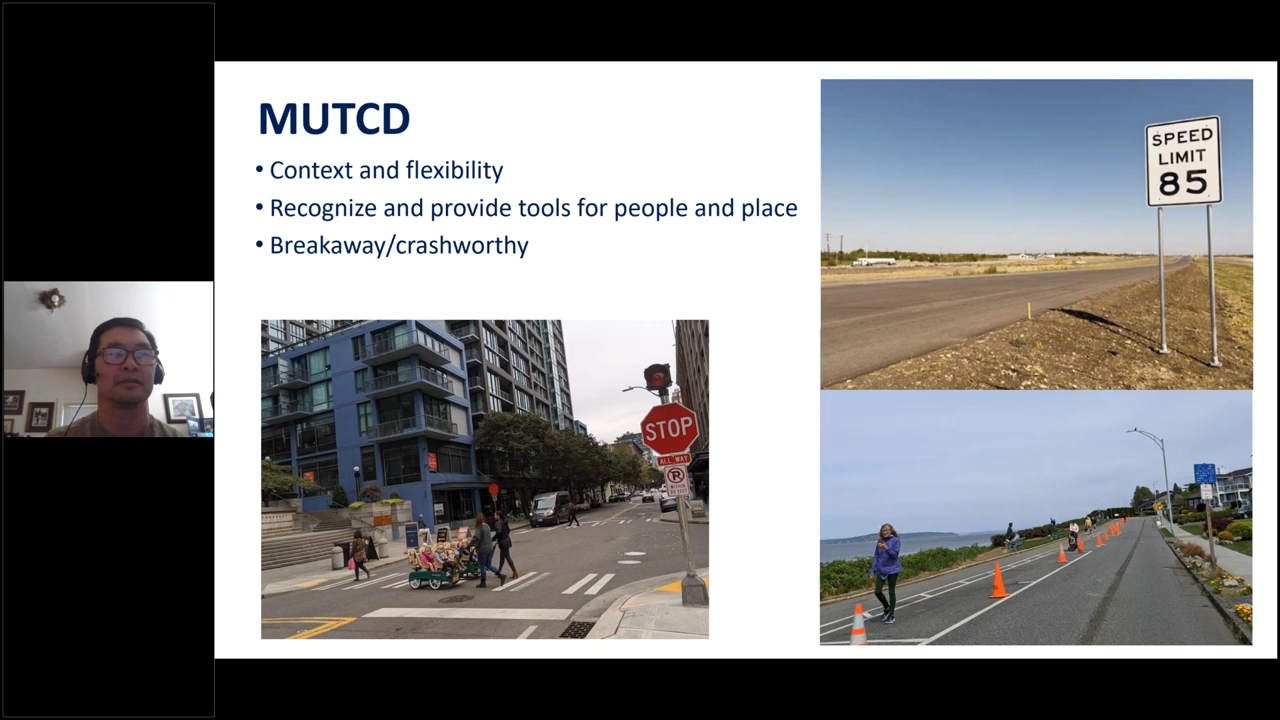 MUTCD
• Context and flexibility
• Recognize and provide tools for people and place
• Breakaway/crashworthy
SPEED
LIMIT
85
STOP
ALL WAY